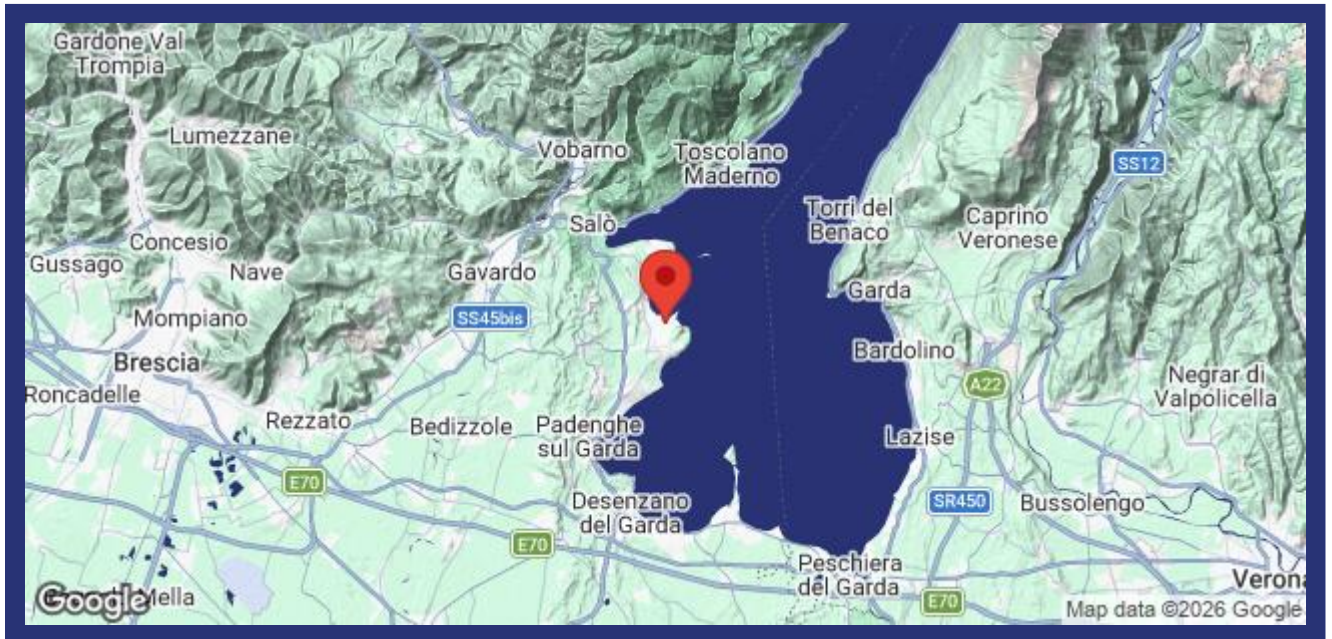 Gardone Val
Trompia
Lumezzane
Vobarno
Toscolano
Maderno
SS12
Torri del
Benaco
Caprino
Veronese
Salò
Concesio
Gussago
Nave
Gavardo
Garda
Mompiano
SS45bis
Bardolino
Brescia
A22
Roncadelle
Negrar di
Valpolicella
Rezzato
Bedizzole
Padenghe
sul Garda
Lazise
E70
Desenzano
del Garda
SR450
Bussolengo
E70
Peschiera
del Garda
Verona
E70
Google
Mella
Map data ©2026 Google